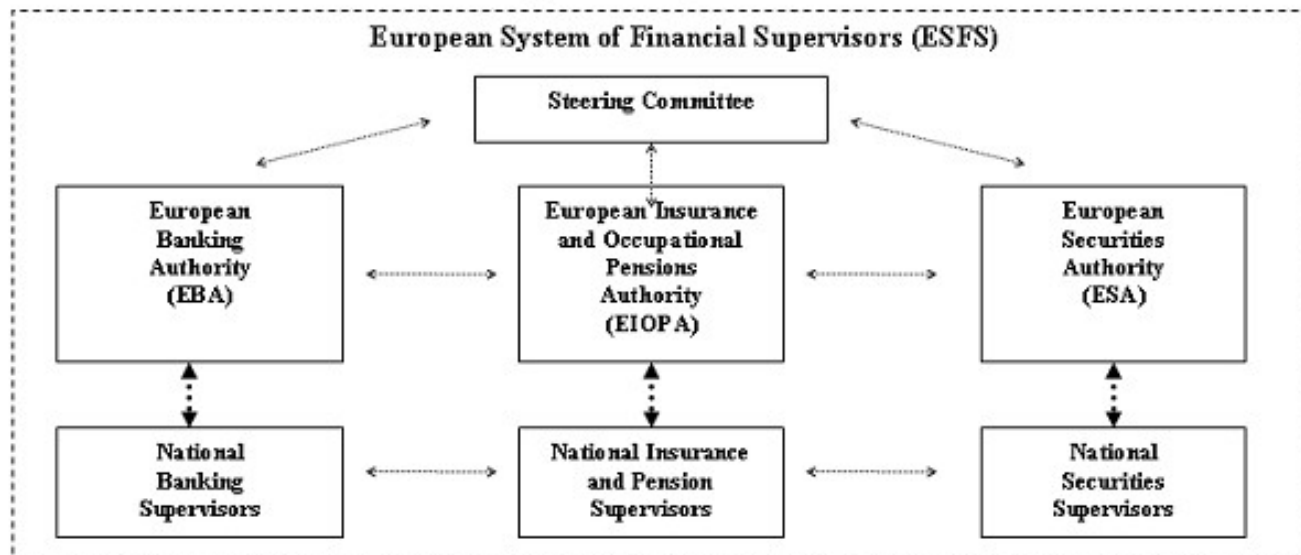 European System of Financial Supervisors (ESFS)
Steering Committee
European
Banking
Authority
(EBA)
European Insurance
and Occupational
Pensions
Authority
(EIOPA)
European
Securities
Authority
(ESA)
National
Banking
Supervisors
National Insurance
and Pension
Supervisors
National
Securities
Supervisors